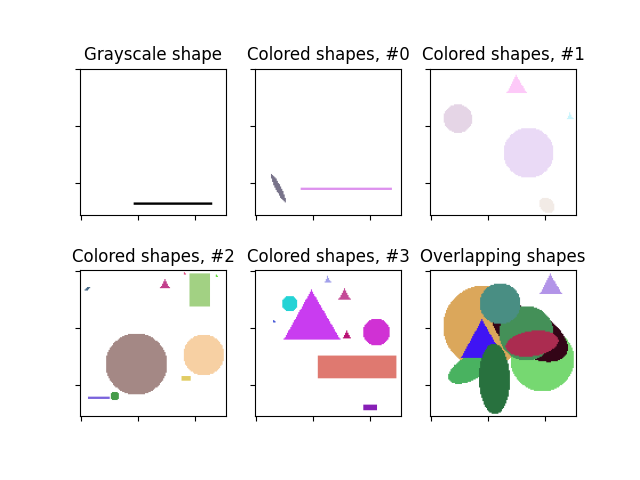 Grayscale shape
Colored shapes, #0
Colored shapes, #1
Colored shapes, #2
Colored shapes, #3
Overlapping shapes